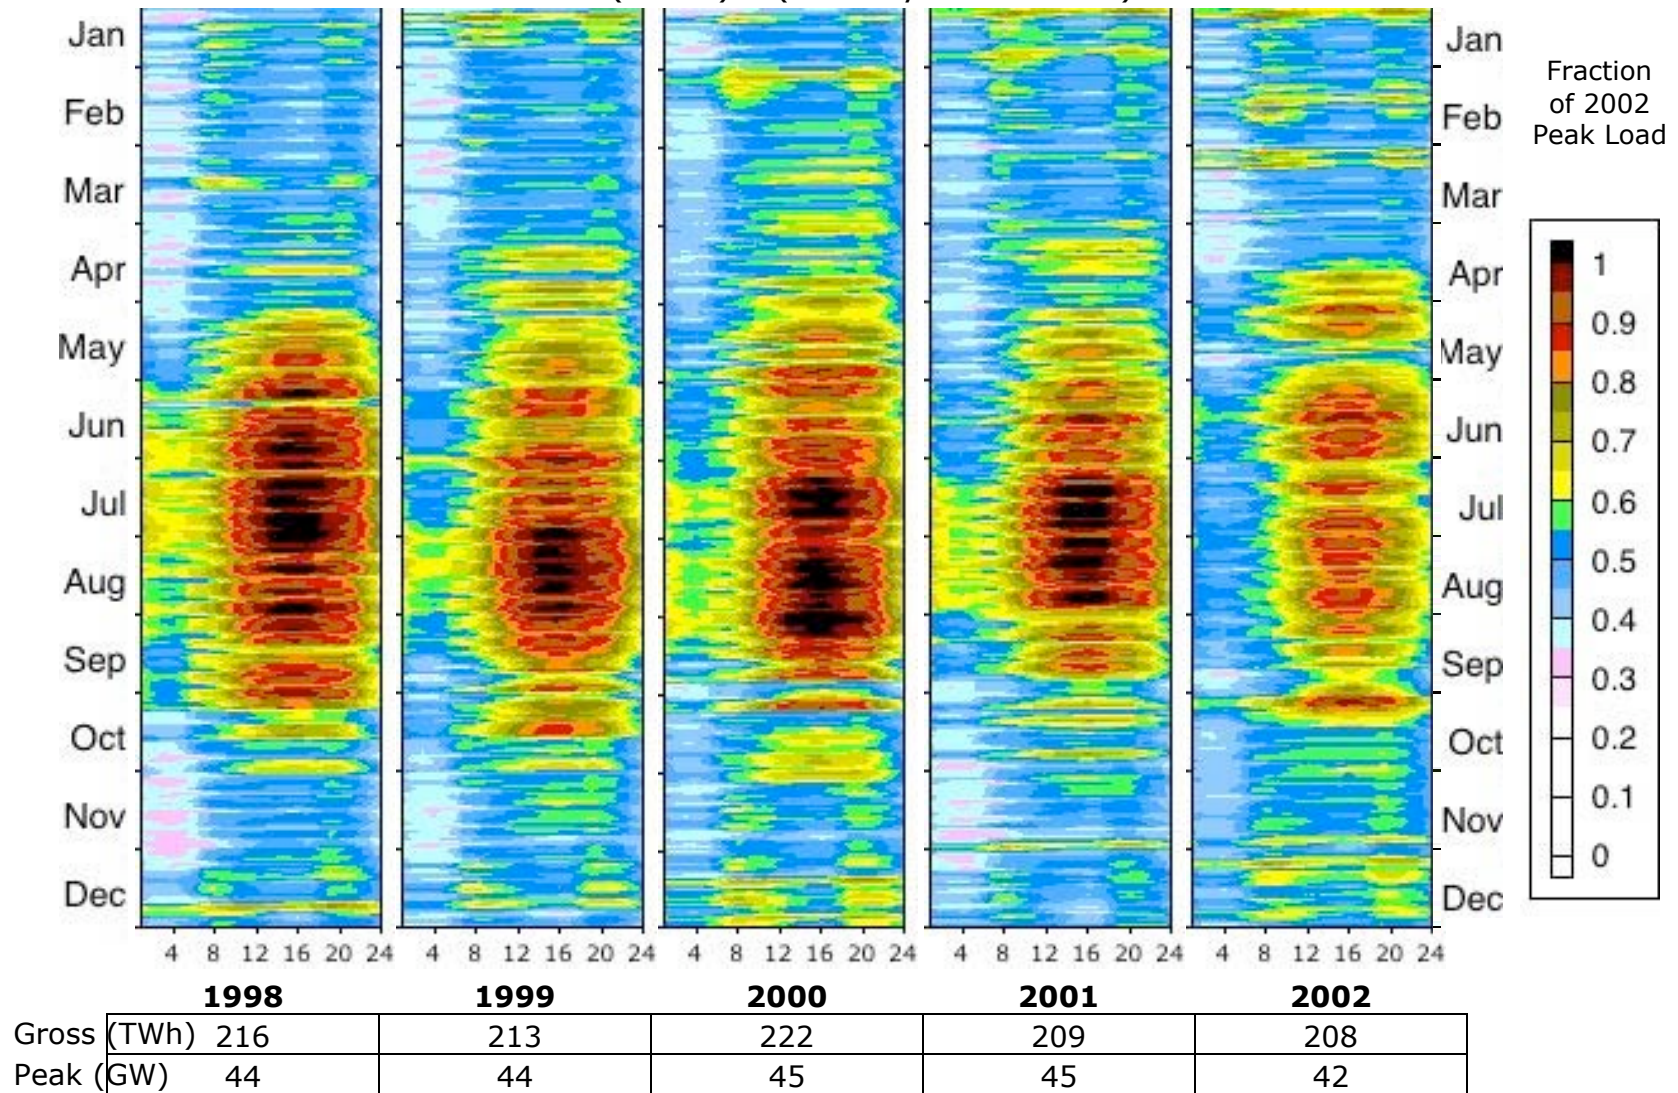 Jan
Feb
Mar
Apr
May
Jun
Jul
Aug
Sep
Oct
Nov
Dec
Jan
Feb
Mar
Apr
May
Jun
Jul
Aug
Sep
Oct
Nov
Dec
Fraction
of 2002
Peak Load
1
0.9
0.8
0.7
0.6
0.5
0.4
0.3
0.2
0.1
0
4 8 12 16 20 24 4 8 12 16 20 24 4 8 12 16 20 24 4 8 12 16 20 24 4 8 12 16 20 24
1998 1999 2000 2001 2002
Gross (TWh) 216 213 222 209 208
Peak (GW) 44 44 45 45 42